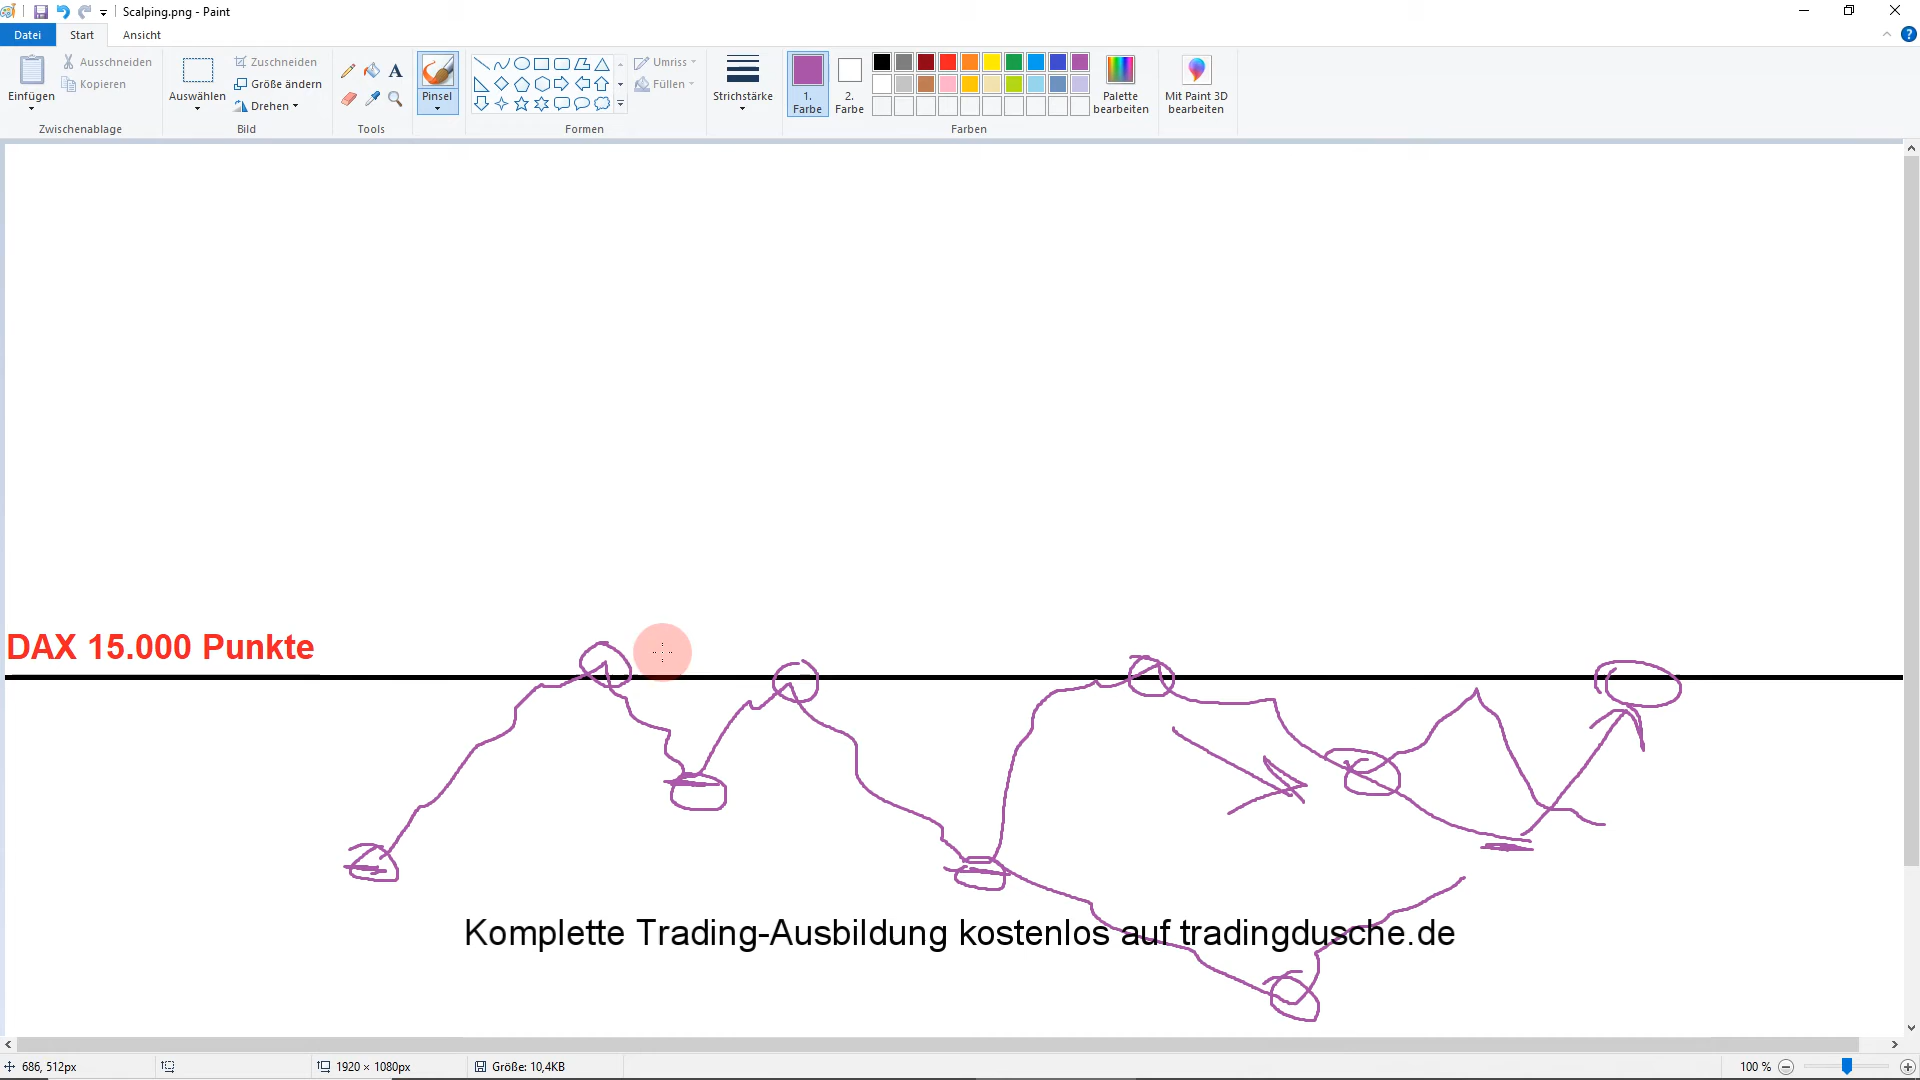 Scalping.png - Paint
Datei Start Ansicht
Einfügen Ausschneiden Kopieren Zwischenablage
Auswählen Zuschneiden Größe ändern Drehen Bild
A Tools
Pinsel
Formen Umriss Füllen
Strichstärke
1. Farbe 2. Farbe Palette bearbeiten Farben
Mit Paint 3D bearbeiten
DAX 15.000 Punkte
Komplette Trading-Ausbildung kostenlos auf tradingdusche.de
686, 512px 1920 × 1080px Größe: 10,4KB 100 %